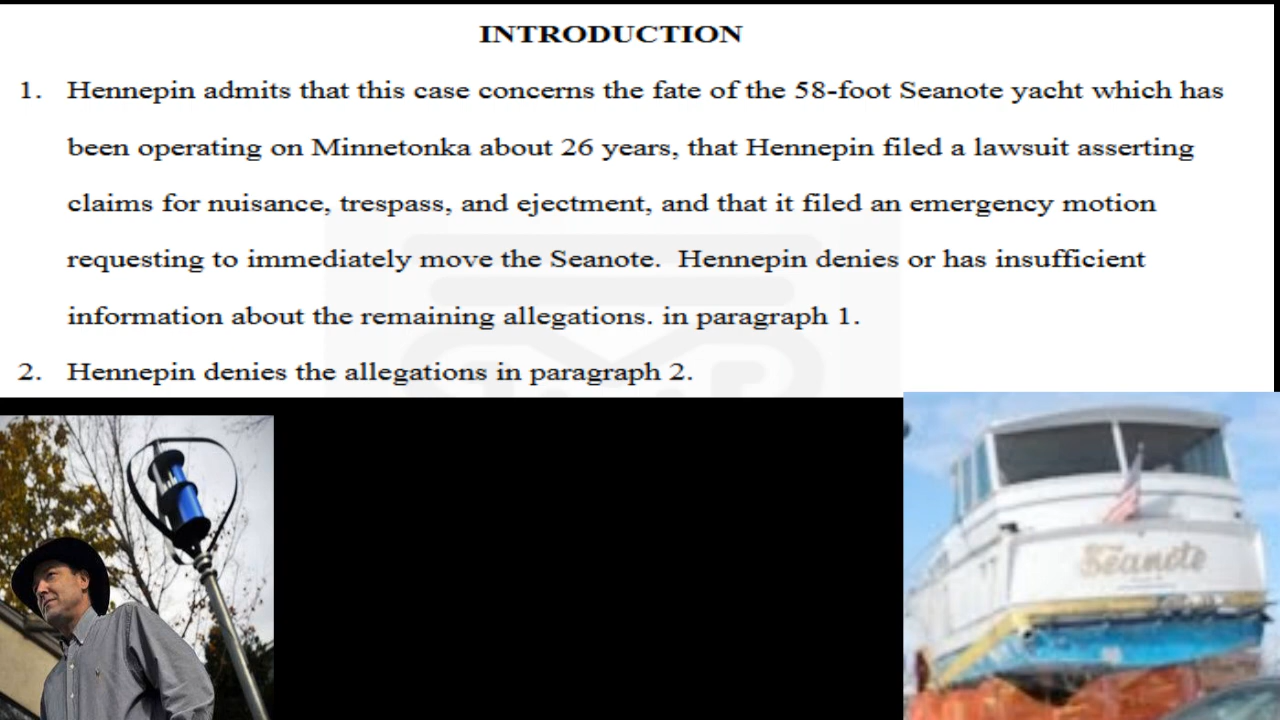 INTRODUCTION
1. Hennepin admits that this case concerns the fate of the 58-foot Seanote yacht which has
been operating on Minnetonka about 26 years, that Hennepin filed a lawsuit asserting
claims for nuisance, trespass, and ejectment, and that it filed an emergency motion
requesting to immediately move the Seanote. Hennepin denies or has insufficient
information about the remaining allegations. in paragraph 1.
2. Hennepin denies the allegations in paragraph 2.
Seanote